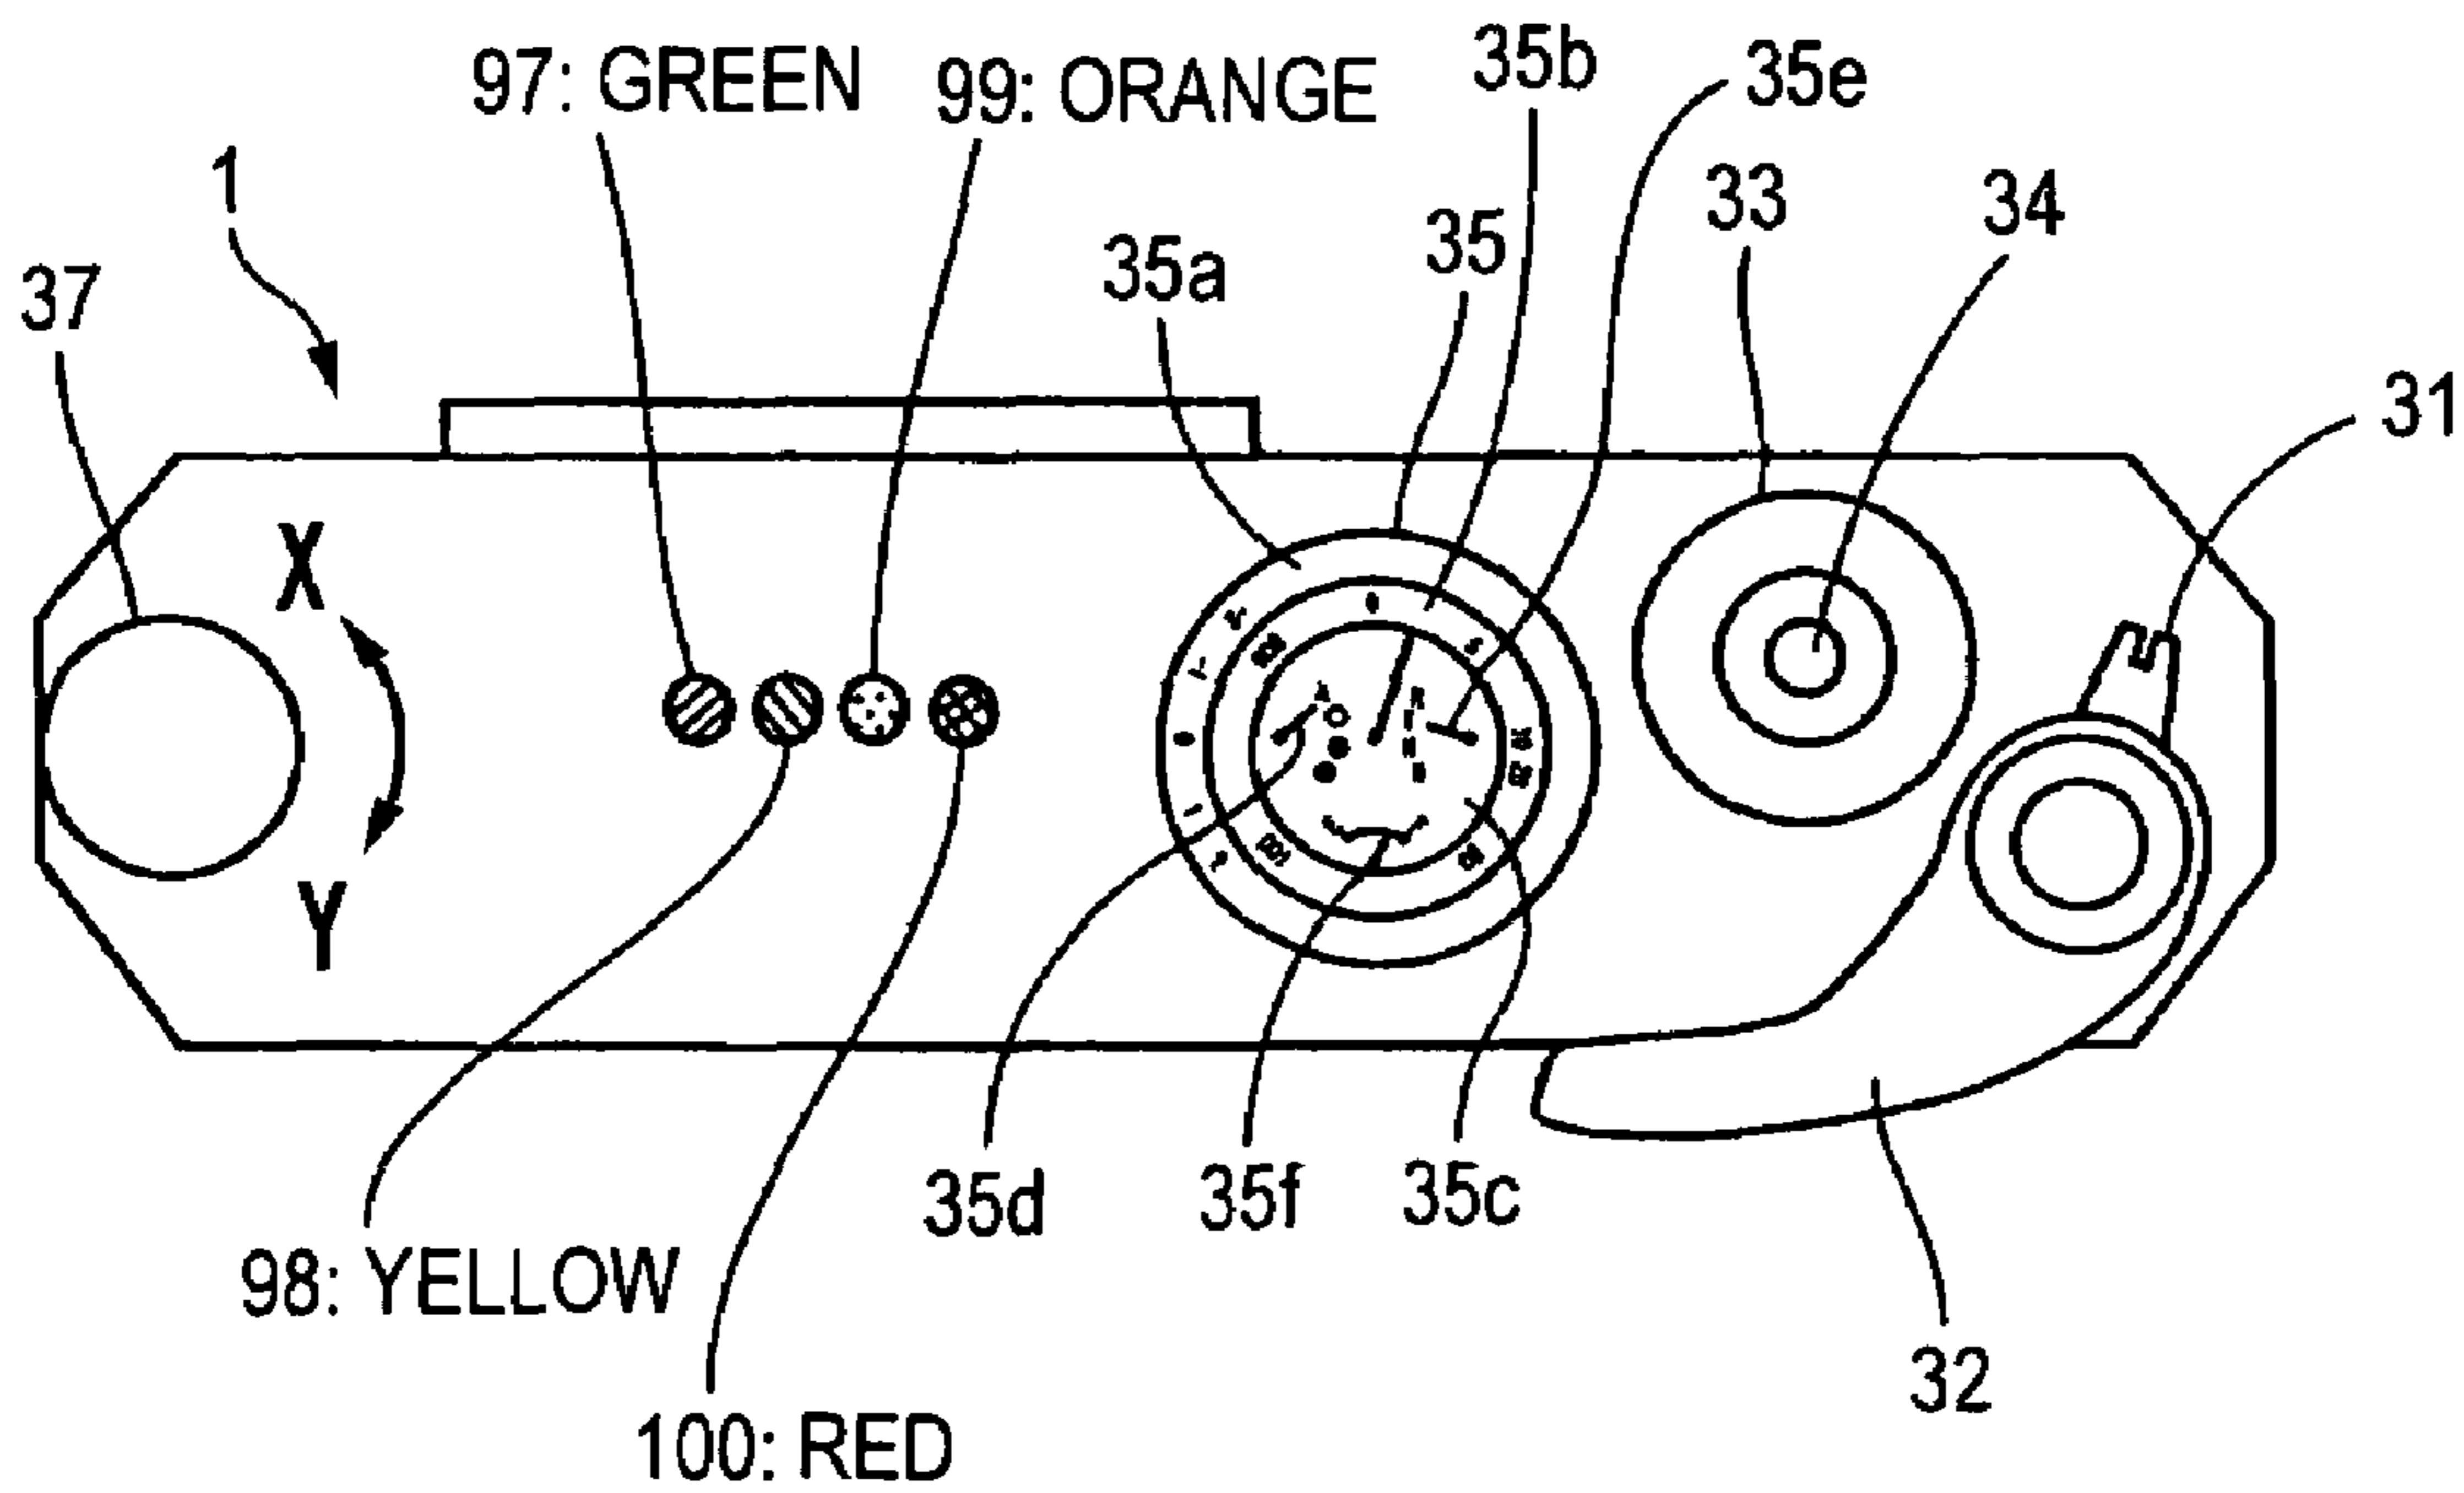 35b
97: GREEN
99: ORANGE
35e
1
33
34
35
35a
37
31
X
Y
35d
35f
35c
98: YELLOW
32
100: RED